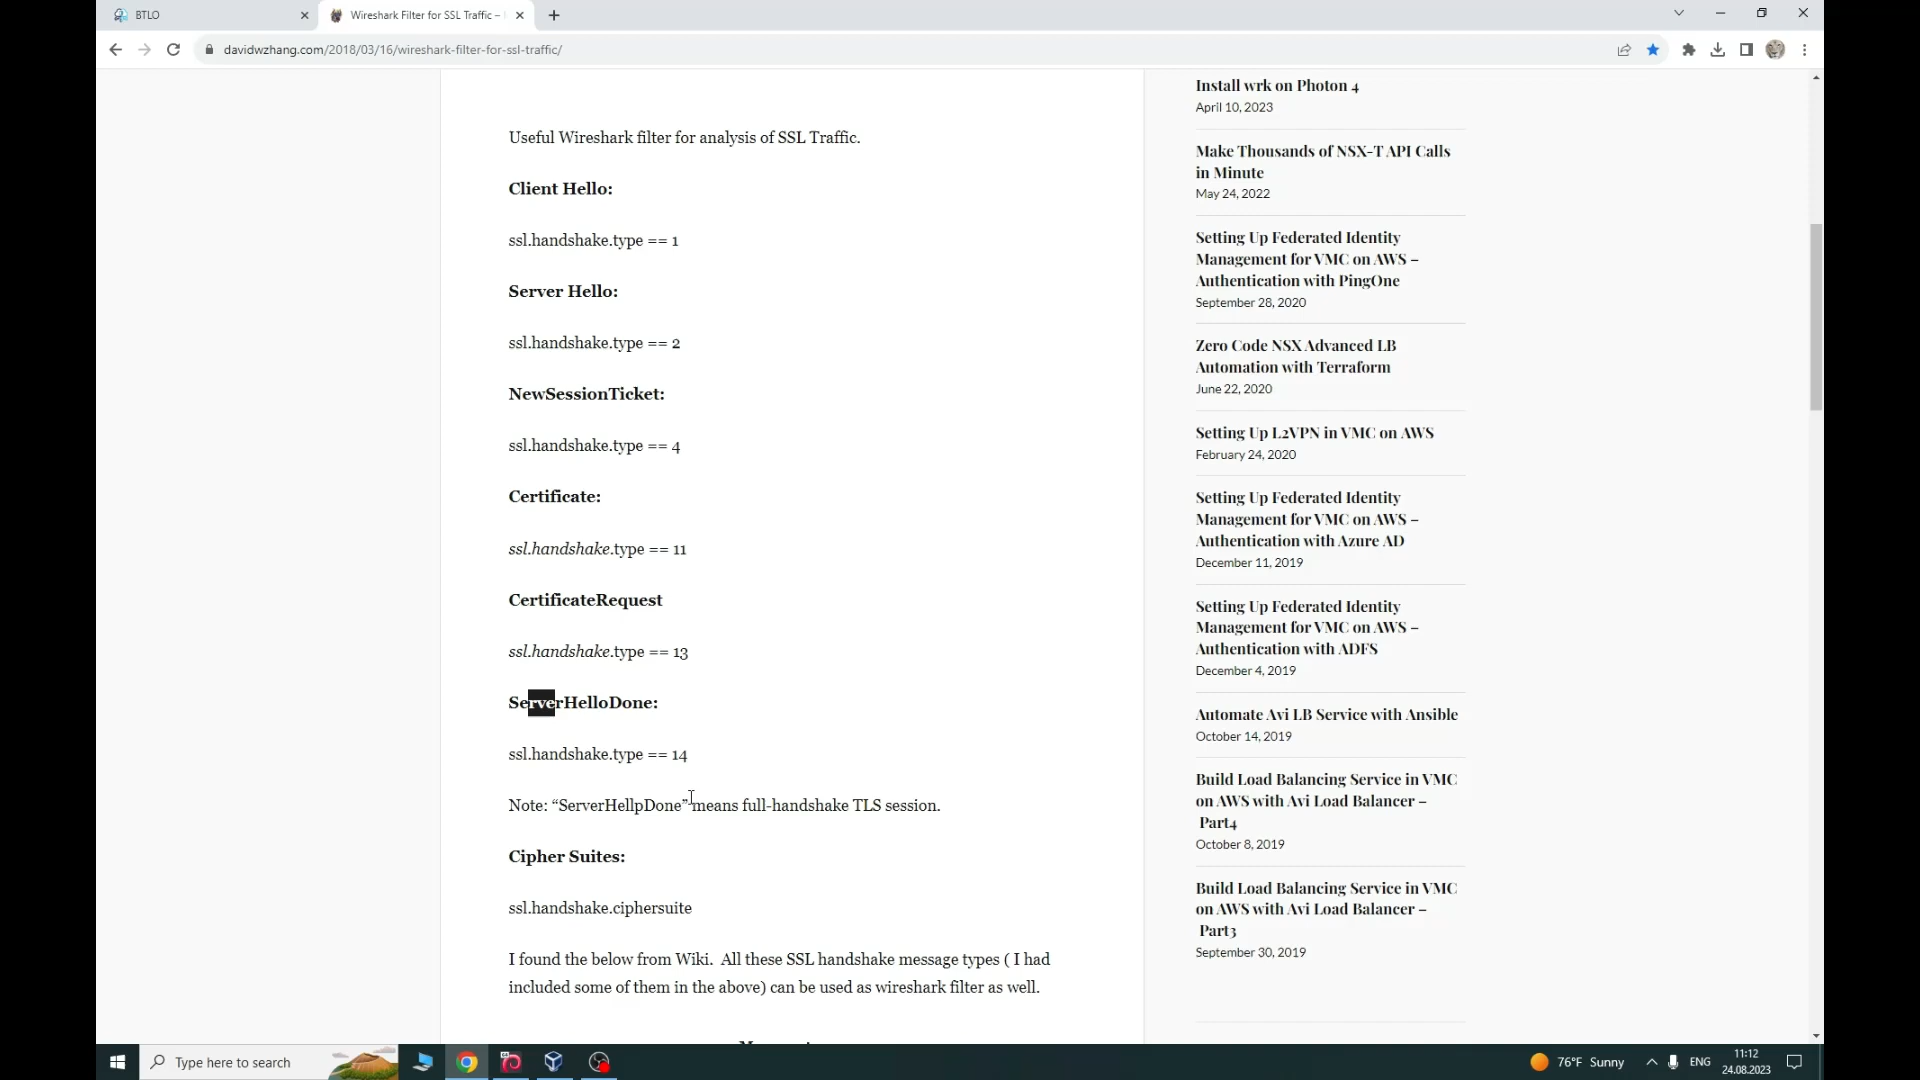 BTLO
Wireshark Filter for SSL Traffic –
davidwzhang.com/2018/03/16/wireshark-filter-for-ssl-traffic/
Useful Wireshark filter for analysis of SSL Traffic.
Client Hello:
ssl.handshake.type == 1
Server Hello:
ssl.handshake.type == 2
NewSessionTicket:
ssl.handshake.type == 4
Certificate:
ssl.handshake.type == 11
CertificateRequest
ssl.handshake.type == 13
ServerHelloDone:
ssl.handshake.type == 14
Note: “ServerHellpDone” means full-handshake TLS session.
Cipher Suites:
ssl.handshake.ciphersuite
I found the below from Wiki.  All these SSL handshake message types ( I had
included some of them in the above) can be used as wireshark filter as well.
Install wrk on Photon 4
April 10, 2023
Make Thousands of NSX-T API Calls
in Minute
May 24, 2022
Setting Up Federated Identity
Management for VMC on AWS –
Authentication with PingOne
September 28, 2020
Zero Code NSX Advanced LB
Automation with Terraform
June 22, 2020
Setting Up L2VPN in VMC on AWS
February 24, 2020
Setting Up Federated Identity
Management for VMC on AWS –
Authentication with Azure AD
December 11, 2019
Setting Up Federated Identity
Management for VMC on AWS –
Authentication with ADFS
December 4, 2019
Automate Avi LB Service with Ansible
October 14, 2019
Build Load Balancing Service in VMC
on AWS with Avi Load Balancer –
Part4
October 8, 2019
Build Load Balancing Service in VMC
on AWS with Avi Load Balancer –
Part3
September 30, 2019
Type here to search
76°F Sunny
ENG
11:12
24.08.2023